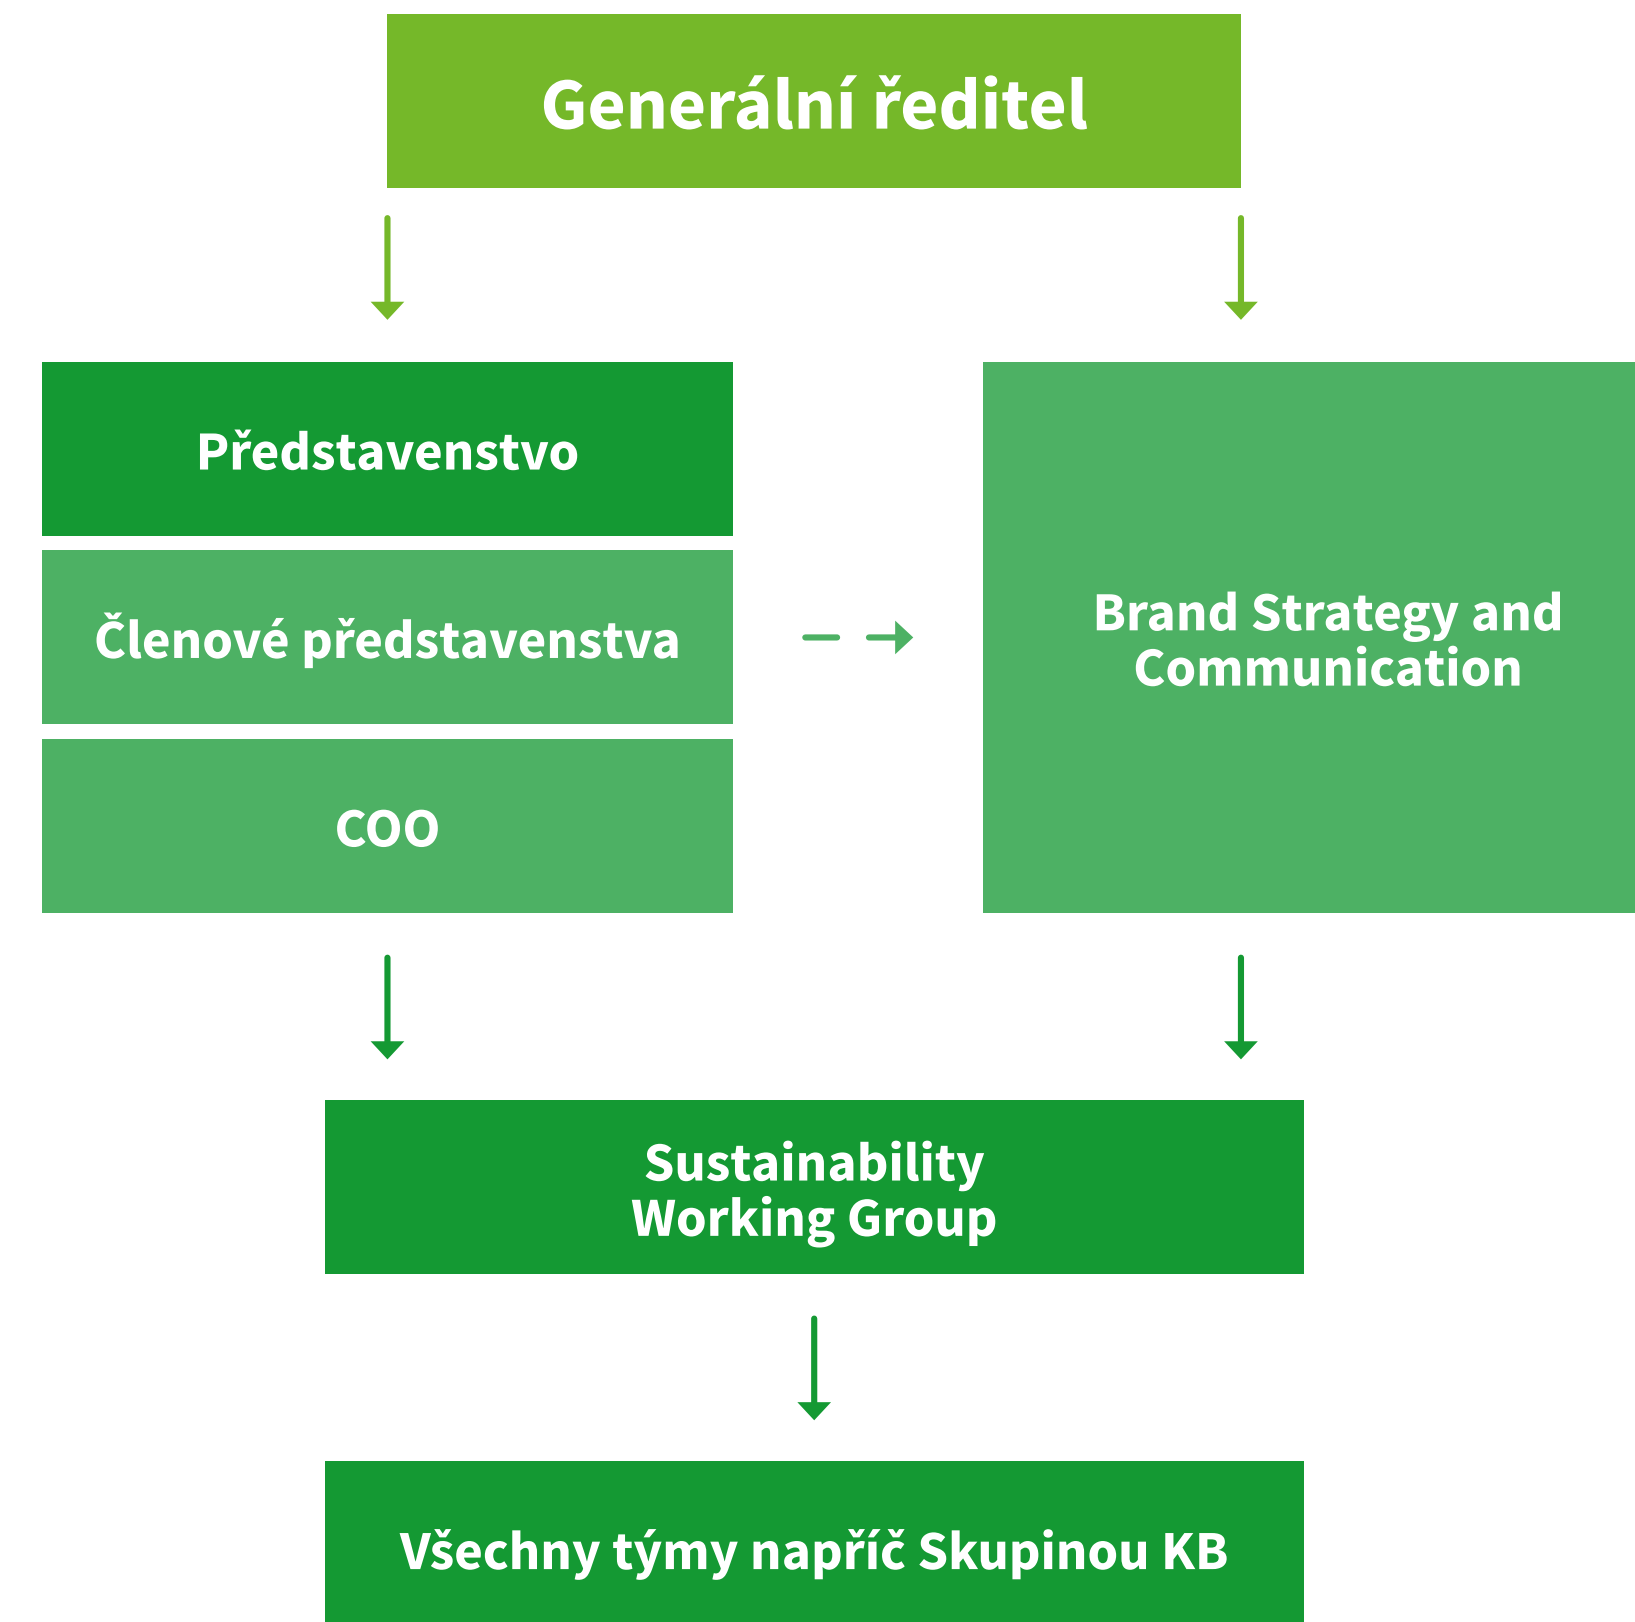 Generální ředitel
Představenstvo
Členové představenstva
COO
Brand Strategy and
Communication
Sustainability
Working Group
Všechny týmy napříč Skupinou KB